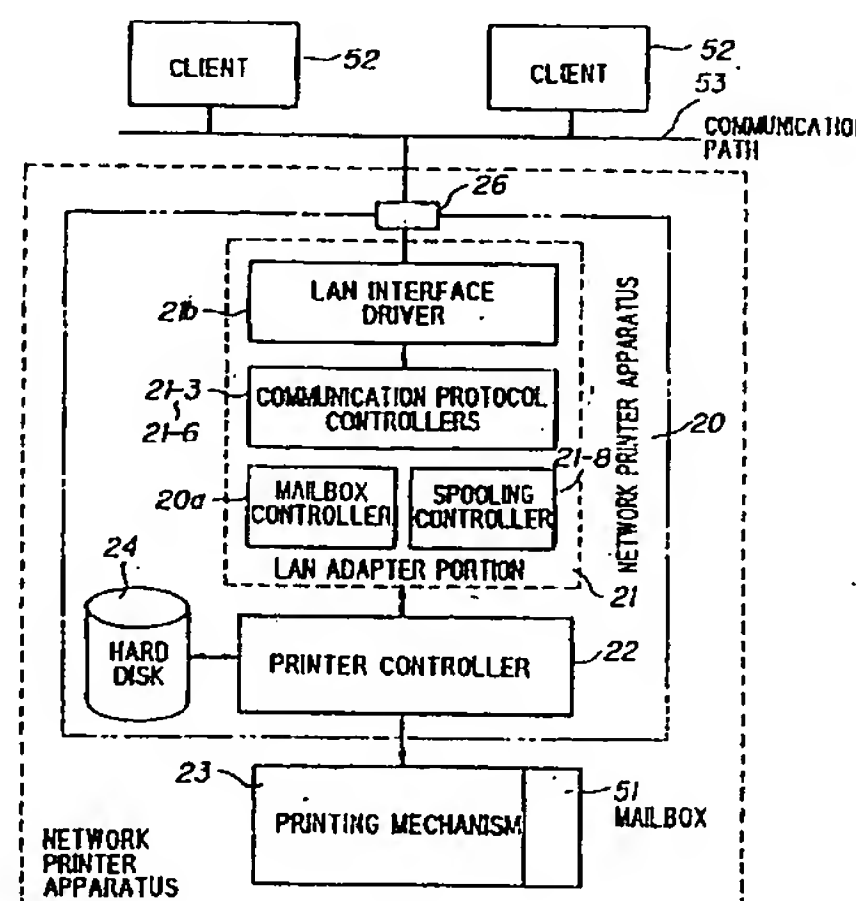 CLIENT
52
CLIENT
52
53
COMMUNICATION
PATH
26
LAN INTERFACE
DRIVER
21b
21-3
21-6
COMMUNICATION PROTOCOL
CONTROLLERS
20
NETWORK PRINTER APPARATUS
21-8
20a
MAILBOX
CONTROLLER
SPOOLING
CONTROLLER
LAN ADAPTER PORTION
21
24
HARD
DISK
PRINTER CONTROLLER
22
23
PRINTING MECHANISM
51
MAILBOX
NETWORK
PRINTER
APPARATUS